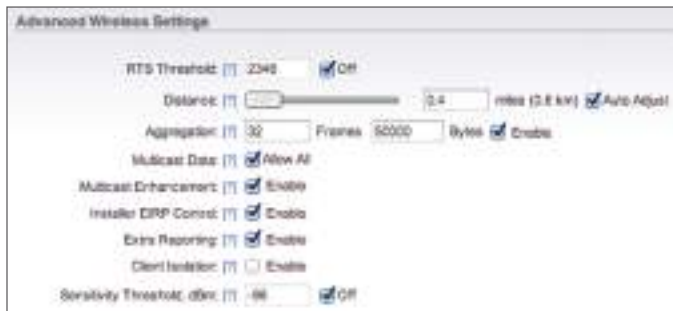 Advanced Wireless Settings
RTS Threshold: [?] 2346 Off
Distance: [?] 0.4 miles (0.6 km) Auto Adjust
Aggregation: [?] 32 Frames 50000 Bytes Enable
Multicast Data: [?] Allow All
Multicast Enhancement: [?] Enable
Installer EIRP Control: [?] Enable
Extra Reporting: [?] Enable
Client Isolation: [?] Enable
Sensitivity Threshold, dBm: [?] -96 Off